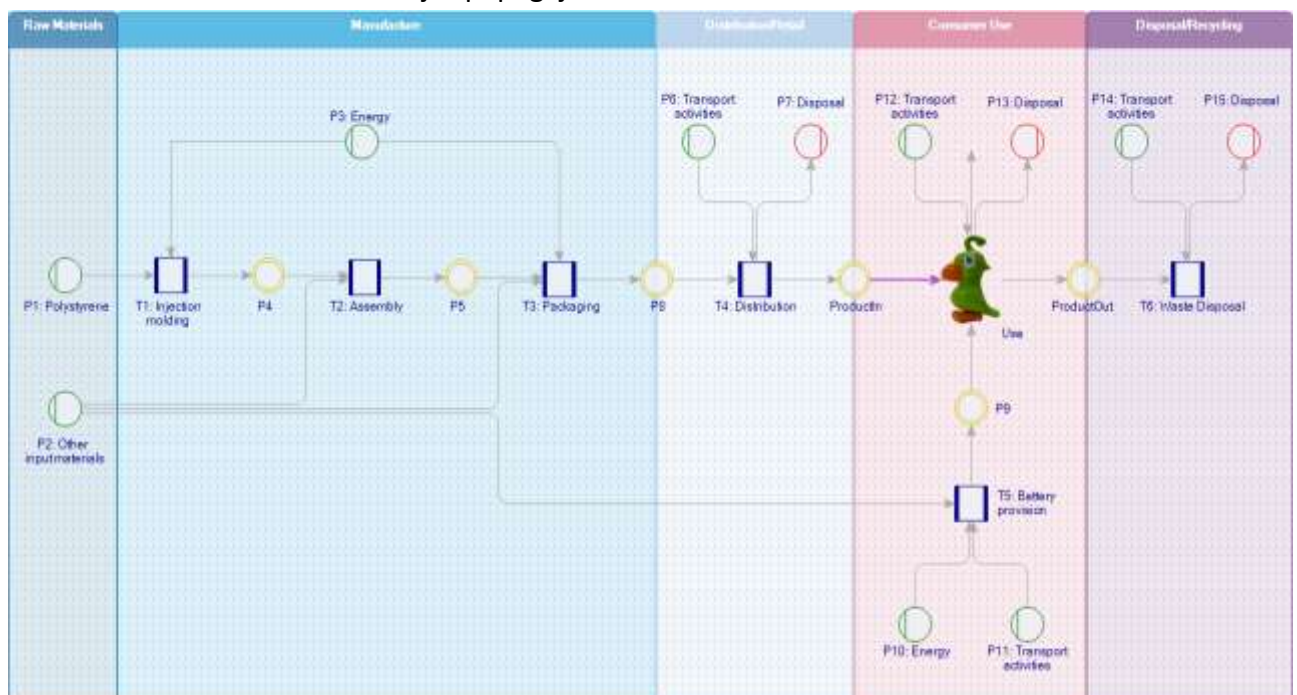 Raw Materials
Manufacture
Distribution/Retail
Consumer Use
Disposal/Recycling
P6: Transport
activities
P7: Disposal
P12: Transport
activities
P13: Disposal
P14: Transport
activities
P15: Disposal
P3: Energy
P1: Polystyrene
T1: Injection
molding
P4
T2: Assembly
P5
T3: Packaging
P8
T4: Distribution
ProductIn
Use
ProductOut
T6: Waste Disposal
P2: Other
input materials
P9
T5: Battery
provision
P10: Energy
P11: Transport
activities